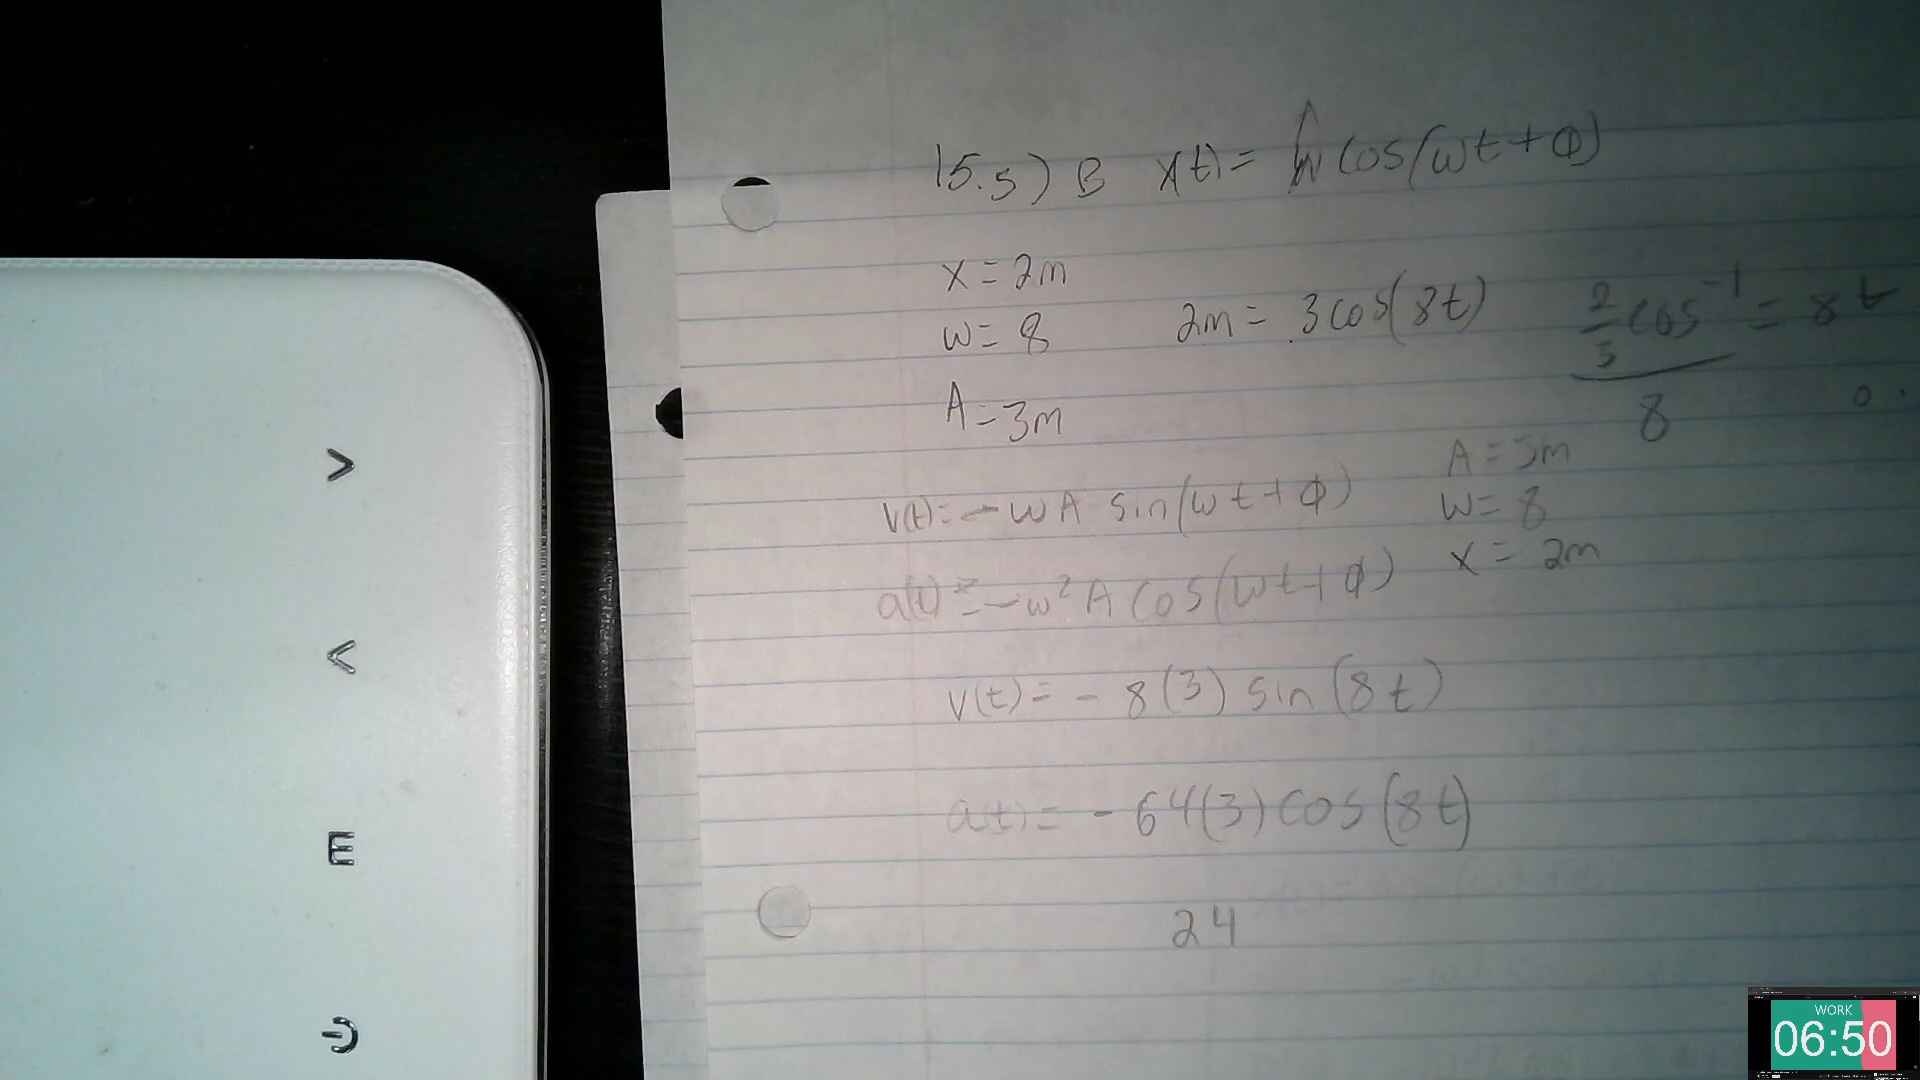 15.5) B x(t) = A cos(ωt + Φ)
x = 2m
ω = 8
2m = 3cos(8t)
2/3 cos⁻¹ = 8t
8
0.
A = 3m
A = 3m
ω = 8
x = 2m
v(t) = -ωA sin(ωt + ϕ)
a(t) = -ω²A cos(ωt + ϕ)
v(t) = - 8(3) sin(8t)
a(t) = - 64(3) cos(8t)
24
WORK
06:50